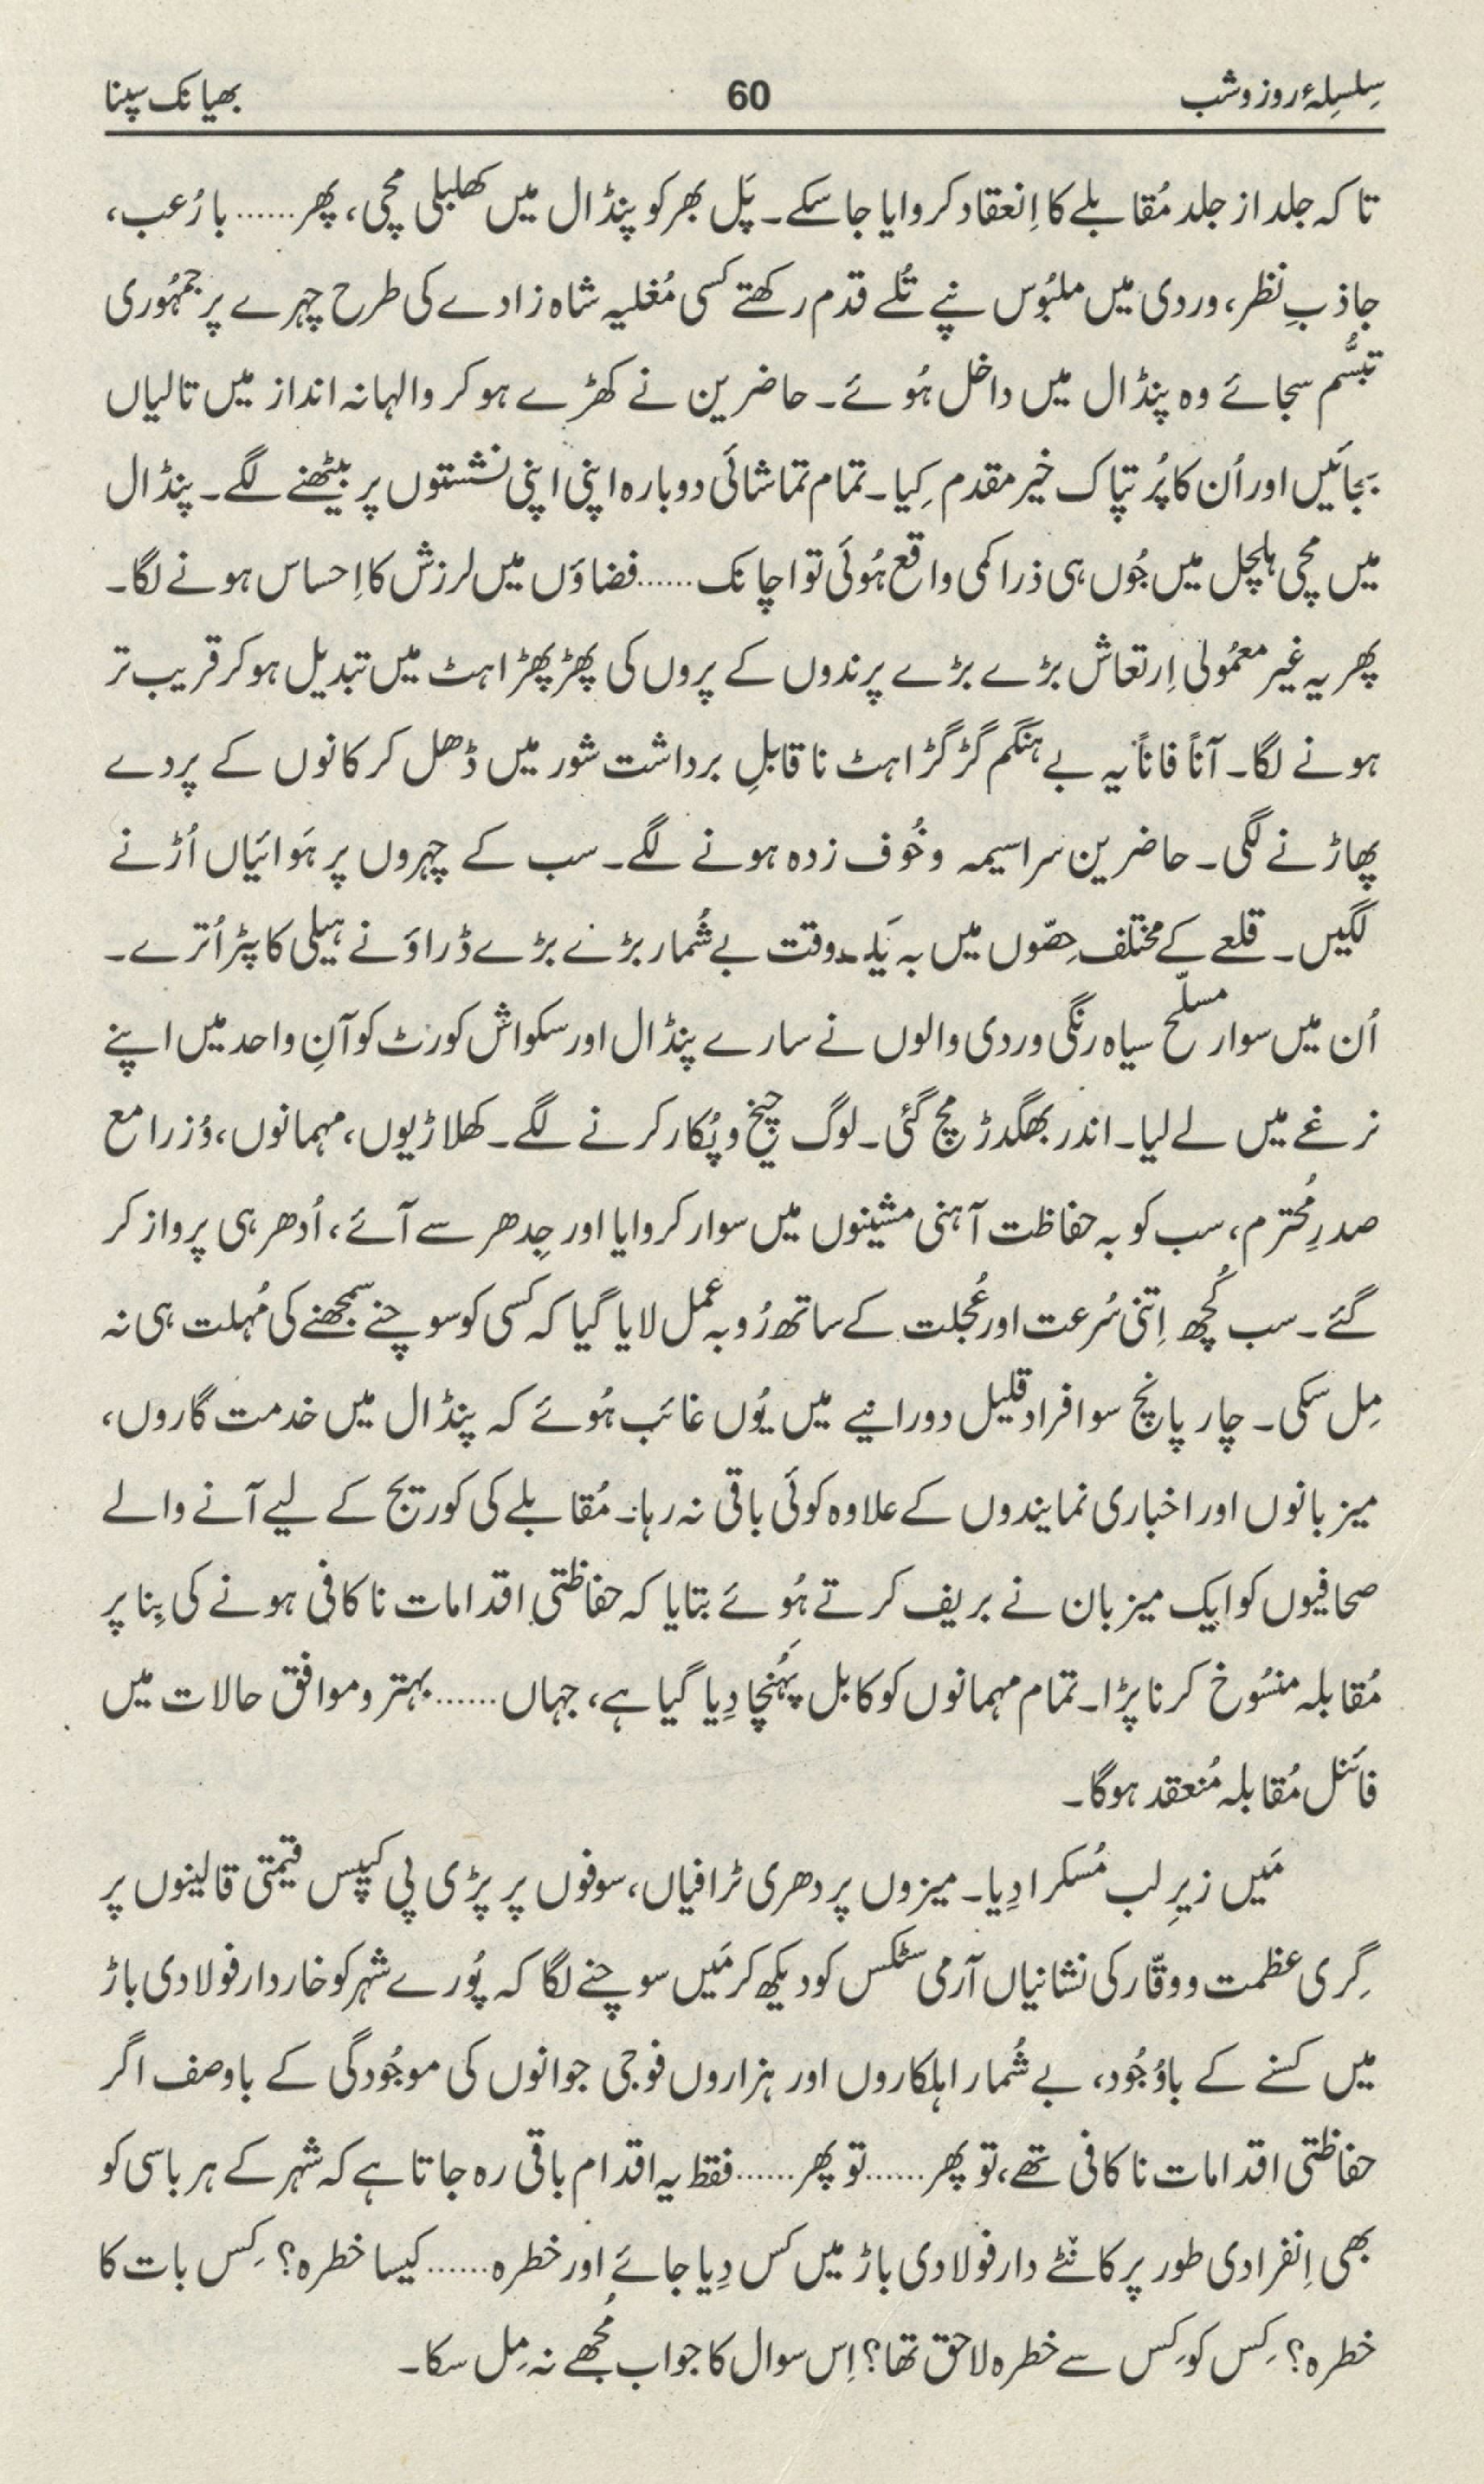 سِلسِلۂ روز و شب
60
بھیانک سپنا
تا کہ جلد از جلد مُقابلے کا اِنعقاد کروایا جا سکے۔ پَل بھر کو پنڈال میں کھلبلی مچی، پھر...... بارُعب،
جاذبِ نظر، وردی میں ملبُوس نپے تُلے قدم رکھتے کسی مُغلیہ شاہ زادے کی طرح چہرے پر جمہُوری
تبسُّم سجائے وہ پنڈال میں داخل ہُوئے۔ حاضرین نے کھڑے ہو کر والہانہ انداز میں تالیاں
بجائیں اور اُن کا پُرتپاک خیر مقدم کِیا۔ تمام تماشائی دوبارہ اپنی اپنی نشستوں پر بیٹھنے لگے۔ پنڈال
میں مچی ہلچل میں جُوں ہی ذرا کمی واقع ہُوئی تو اچانک...... فضاؤں میں لرزش کا اِحساس ہونے لگا۔
پھر یہ غیر معمُولی اِرتعاش بڑے بڑے پرندوں کے پروں کی پھڑپھڑاہٹ میں تبدیل ہو کر قریب تر
ہونے لگا۔ آناً فاناً یہ بے ہنگم گڑگڑاہٹ ناقابلِ برداشت شور میں ڈھل کر کانوں کے پردے
پھاڑنے لگی۔ حاضرین سراسیمہ و خُوف زدہ ہونے لگے۔ سب کے چہروں پر ہَوائیاں اُڑنے
لگیں۔ قلعے کے مختلف حِصّوں میں بہ یَک وقت بے شُمار بڑے بڑے ڈراؤنے ہیلی کاپٹر اُترے۔
اُن میں سوار مسلّح سیاہ رنگی وردی والوں نے سارے پنڈال اور سکواش کورٹ کو آنِ واحد میں اپنے
نرغے میں لے لیا۔ اندر بھگدڑ مچ گئی۔ لوگ چیخ و پُکار کرنے لگے۔ کھلاڑیوں، مہمانوں، وُزرا مع
صدرِ مُحترم، سب کو بہ حفاظت آہنی مشینوں میں سوار کروایا اور جِدھر سے آئے، اُدھر ہی پرواز کر
گئے۔ سب کُچھ اِتنی سُرعت اور عُجلت کے ساتھ رُو بہ عمل لایا گیا کہ کسی کو سوچنے سمجھنے کی مُہلت ہی نہ
مِل سکی۔ چار پانچ سو افراد قلیل دورانیے میں یُوں غائب ہُوئے کہ پنڈال میں خدمت گاروں،
میزبانوں اور اخباری نمایندوں کے علاوہ کوئی باقی نہ رہا۔ مُقابلے کی کوریج کے لیے آنے والے
صحافیوں کو ایک میزبان نے بریف کرتے ہُوئے بتایا کہ حفاظتی اقدامات ناکافی ہونے کی بِنا پر
مُقابلہ منسُوخ کرنا پڑا۔ تمام مہمانوں کو کابل پہُنچا دِیا گیا ہے، جہاں...... بہتر و موافق حالات میں
فائنل مُقابلہ مُنعقد ہو گا۔
مَیں زیرِ لب مُسکرا دِیا۔ میزوں پر دھری ٹرافیاں، سوفوں پر پڑی پی کیپس قیمتی قالینوں پر
گِری عظمت و وقّار کی نشانیاں آرمی سٹکس کو دیکھ کر مَیں سوچنے لگا کہ پُورے شہر کو خاردار فولادی باڑ
میں کسنے کے باوُجُود، بے شُمار اہلکاروں اور ہزاروں فوجی جوانوں کی موجُودگی کے باوصف اگر
حفاظتی اقدامات ناکافی تھے، تو پھر...... تو پھر...... فقط یہ اقدام باقی رہ جاتا ہے کہ شہر کے ہر باسی کو
بھی اِنفرادی طور پر کانٹے دار فولادی باڑ میں کس دِیا جائے اور خطرہ...... کیسا خطرہ؟ کِس بات کا
خطرہ؟ کِس کو کِس سے خطرہ لاحق تھا؟ اِس سوال کا جواب مُجھے نہ مِل سکا۔